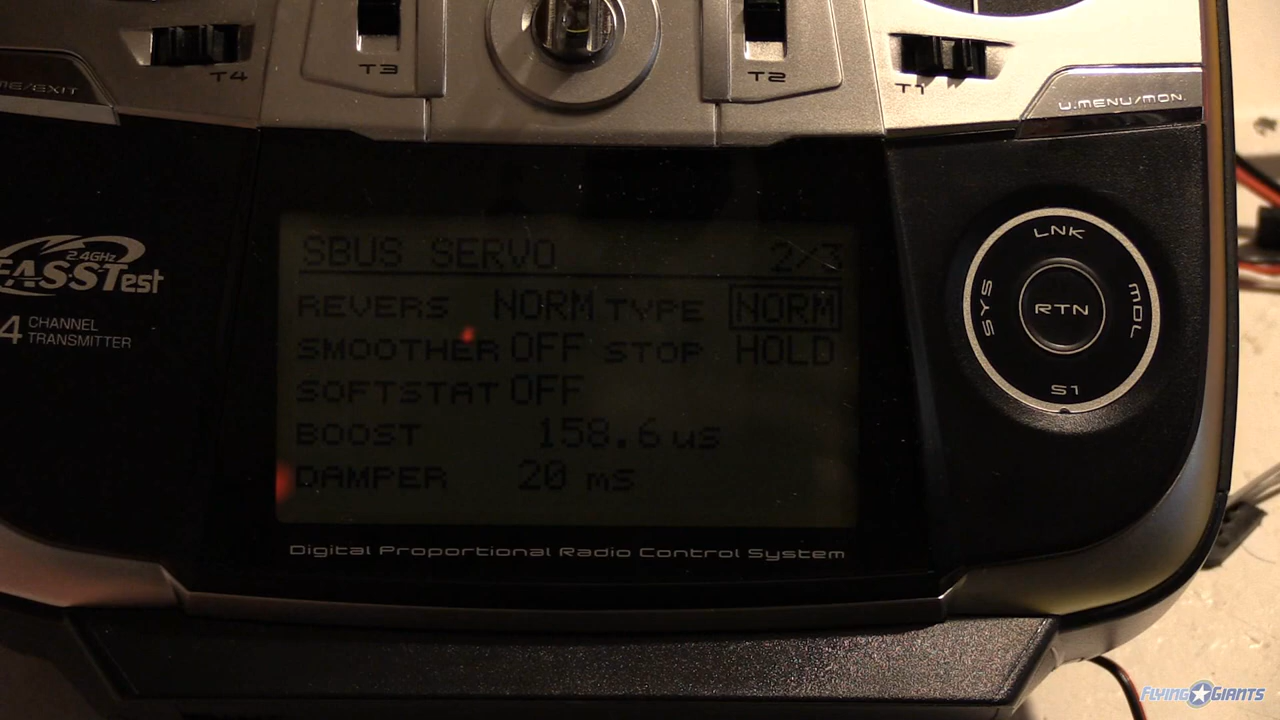 T4
T3
T2
T1
ME/EXIT
U.MENU/MON.
SBUS SERVO 2/3
REVERS NORM TYPE NORM
SMOOTHER OFF STOP HOLD
SOFTSTAT OFF
BOOST 158.6 us
DAMPER 20 ms
2.4GHz
FASSTest
4 CHANNEL
TRANSMITTER
LNK
SYS
RTN
MDL
S1
Digital Proportional Radio Control System
FLYING GIANTS